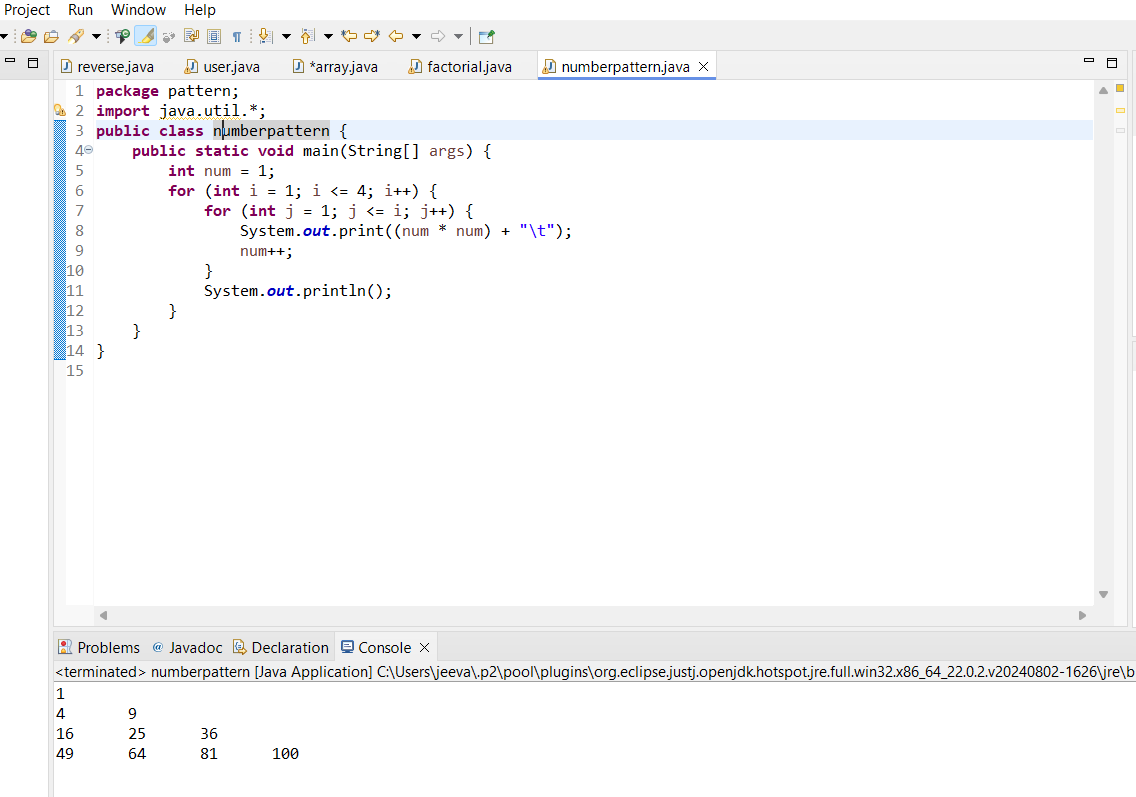 Project Run Window Help
reverse.java user.java *array.java factorial.java numberpattern.java
1 package pattern;
2 import java.util.*;
3 public class numberpattern {
4 public static void main(String[] args) {
5 int num = 1;
6 for (int i = 1; i <= 4; i++) {
7 for (int j = 1; j <= i; j++) {
8 System.out.print((num * num) + "\t");
9 num++;
10 }
11 System.out.println();
12 }
13 }
14 }
15
Problems @ Javadoc Declaration Console
<terminated> numberpattern [Java Application] C:\Users\jeeva\.p2\pool\plugins\org.eclipse.justj.openjdk.hotspot.jre.full.win32.x86_64_22.0.2.v20240802-1626\jre\b
1
4 9
16 25 36
49 64 81 100